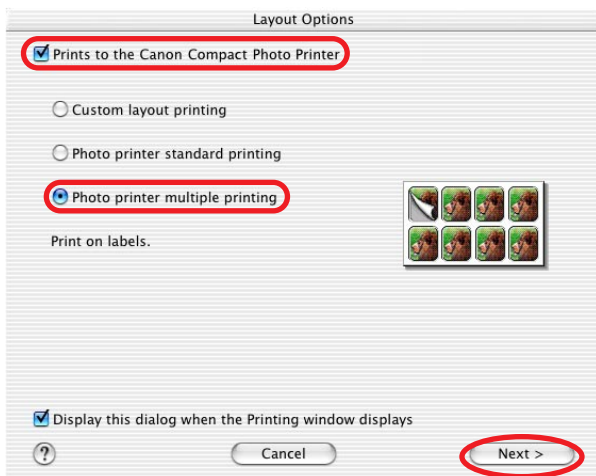 Layout Options
Prints to the Canon Compact Photo Printer
Custom layout printing
Photo printer standard printing
Photo printer multiple printing
Print on labels.
Display this dialog when the Printing window displays
? Cancel Next >